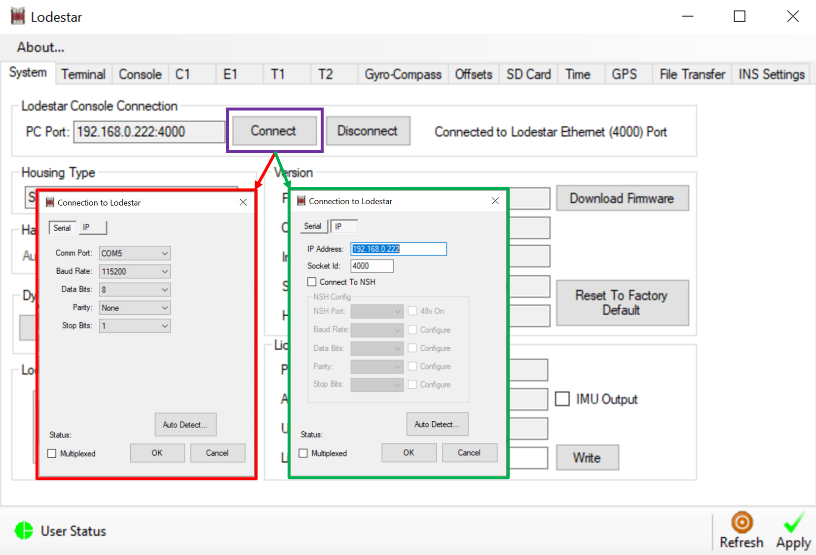 Lodestar
About...
System Terminal Console C1 E1 T1 T2 Gyro-Compass Offsets SD Card Time GPS File Transfer INS Settings
Lodestar Console Connection
PC Port: 192.168.0.222:4000 Connect Disconnect Connected to Lodestar Ethernet (4000) Port
Housing Type
Version
Download Firmware
Reset To Factory
Default
IMU Output
Write
Connection to Lodestar
Serial IP
Comm Port: COM5
Baud Rate: 115200
Data Bits: 8
Parity: None
Stop Bits: 1
Auto Detect...
Status:
Multiplexed OK Cancel
Connection to Lodestar
Serial IP
IP Address: 192.168.0.222
Socket Id: 4000
Connect To NSH
NSH Config
NSH Port: 48v On
Baud Rate: Configure
Data Bits: Configure
Parity: Configure
Stop Bits: Configure
Auto Detect...
Status:
Multiplexed OK Cancel
User Status
Refresh Apply